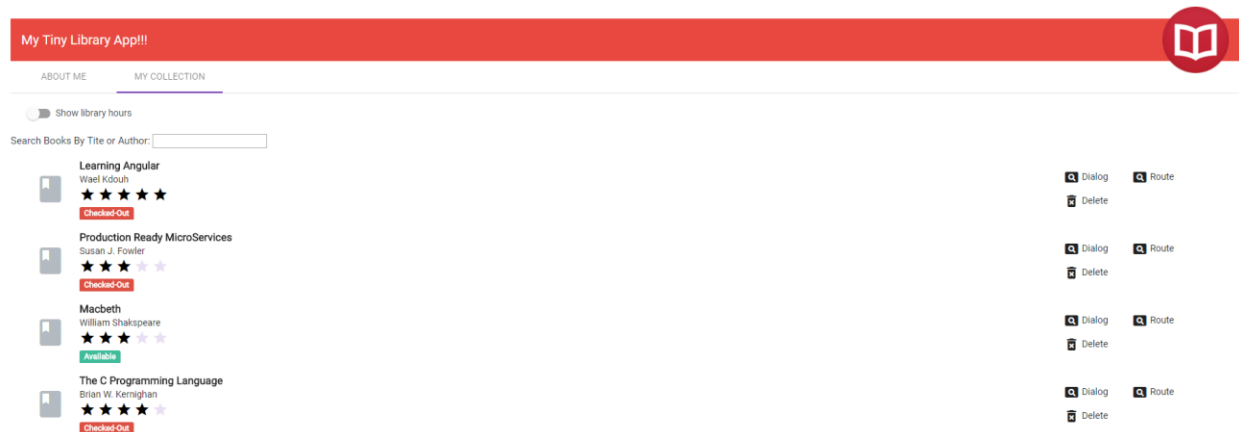 My Tiny Library App!!!
ABOUT ME MY COLLECTION
Show library hours
Search Books By Tite or Author:
Learning Angular
Wael Kdouh
Checked-Out
Dialog Route
Delete
Production Ready MicroServices
Susan J. Fowler
Checked-Out
Dialog Route
Delete
Macbeth
William Shakspeare
Available
Dialog Route
Delete
The C Programming Language
Brian W. Kernighan
Checked-Out
Dialog Route
Delete